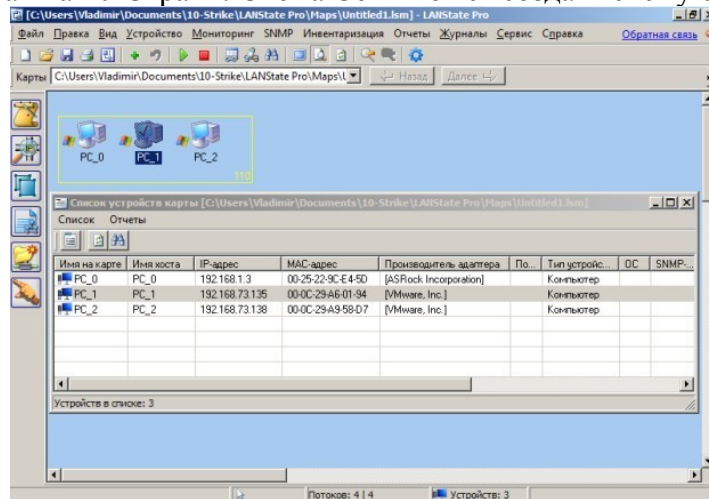 [C:\Users\Vladimir\Documents\10-Strike\LANState Pro\Maps\Untitled1.lsm] - LANState Pro
Файл Правка Вид Устройство Мониторинг SNMP Инвентаризация Отчеты Журналы Сервис Справка Обратная связь
Карты C:\Users\Vladimir\Documents\10-Strike\LANState Pro\Maps\L Назад Далее
PC_0 PC_1 PC_2
110
Список устройств карты [C:\Users\Vladimir\Documents\10-Strike\LANState Pro\Maps\Untitled1.lsm]
Список Отчеты
Имя на карте Имя хоста IP-адрес MAC-адрес Производитель адаптера По... Тип устройс... ОС SNMP-...
PC_0 PC_0 192.168.1.3 00-25-22-9C-E4-5D [ASRock Incorporation] Компьютер
PC_1 PC_1 192.168.73.135 00-0C-29-A6-01-94 [VMware, Inc.] Компьютер
PC_2 PC_2 192.168.73.138 00-0C-29-A9-58-D7 [VMware, Inc.] Компьютер
Устройств в списке: 3
Потоков: 4 | 4 Устройств: 3